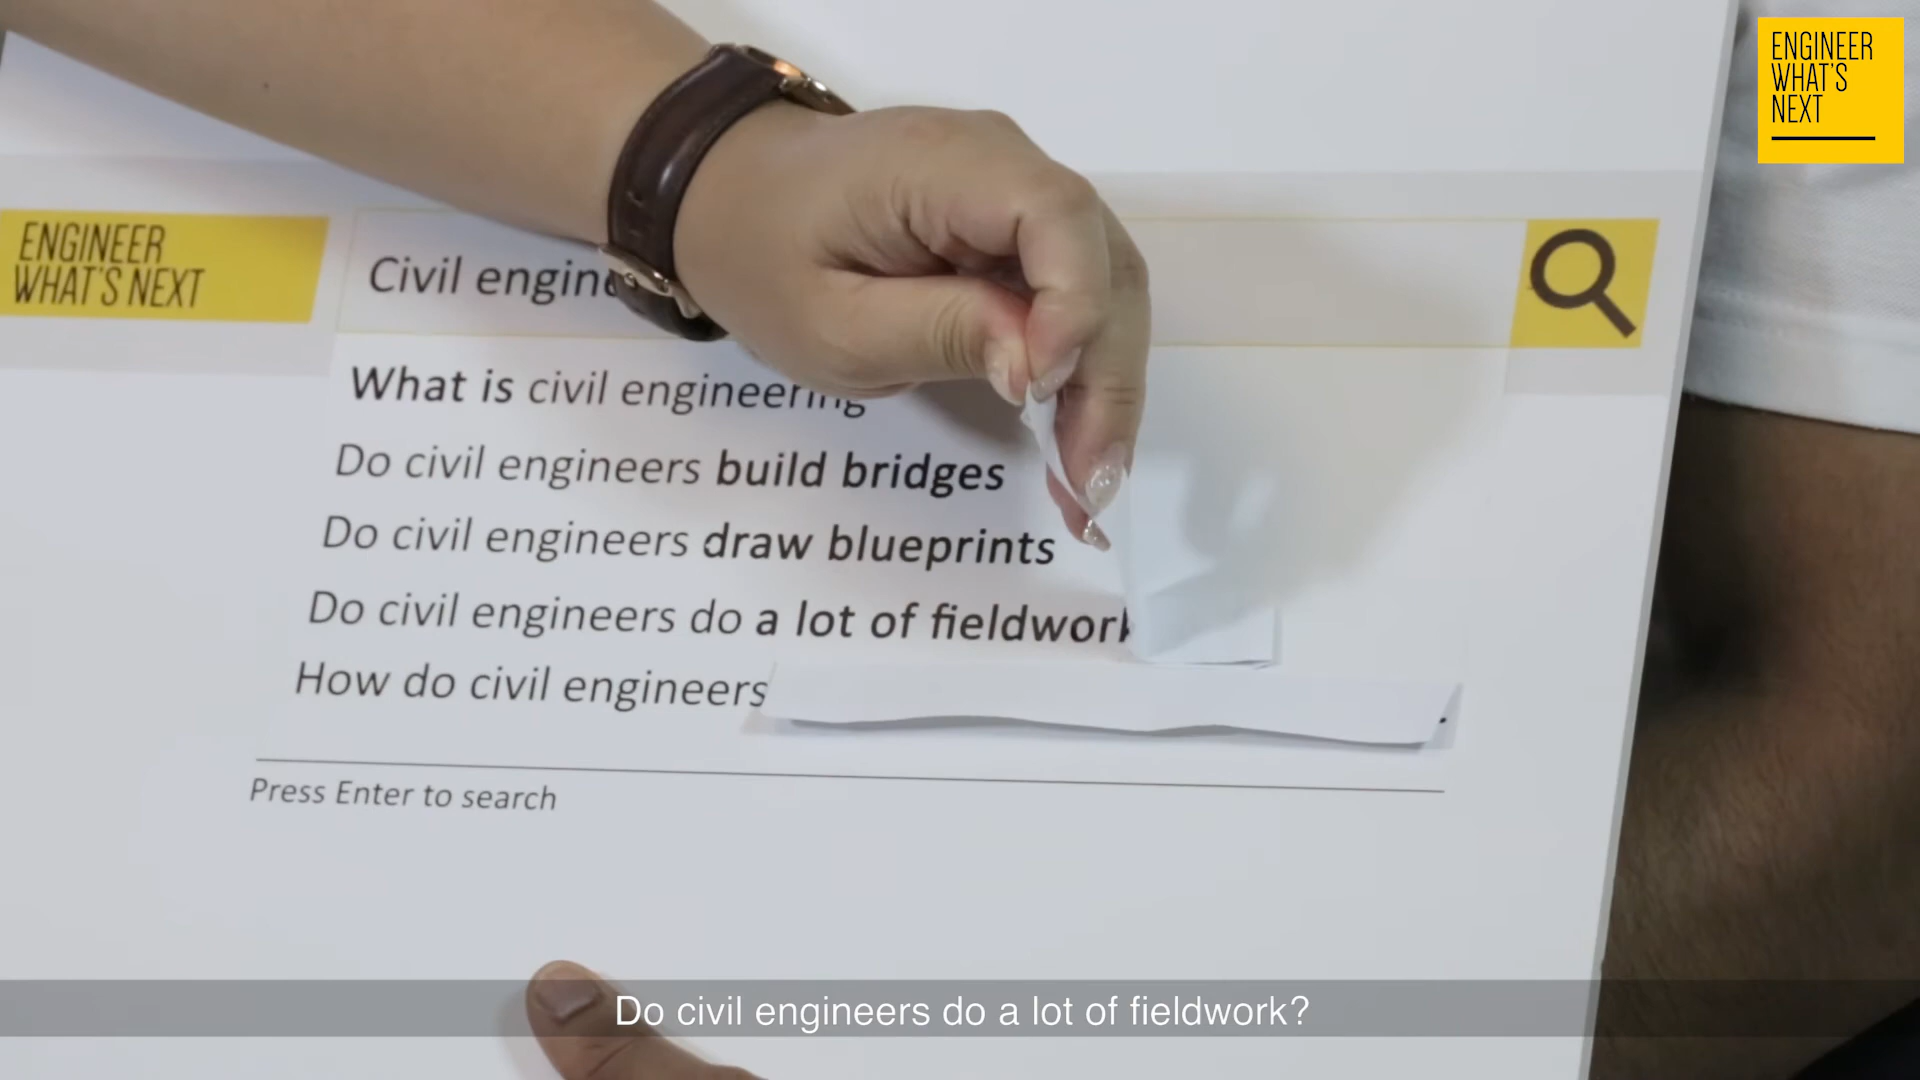 ENGINEER
WHAT'S
NEXT
ENGINEER
WHAT'S NEXT
Civil
What is civil engineering
Do civil engineers build bridges
Do civil engineers draw blueprints
Do civil engineers do a lot of fieldwork
How do civil engineers
Press Enter to search
Do civil engineers do a lot of fieldwork?